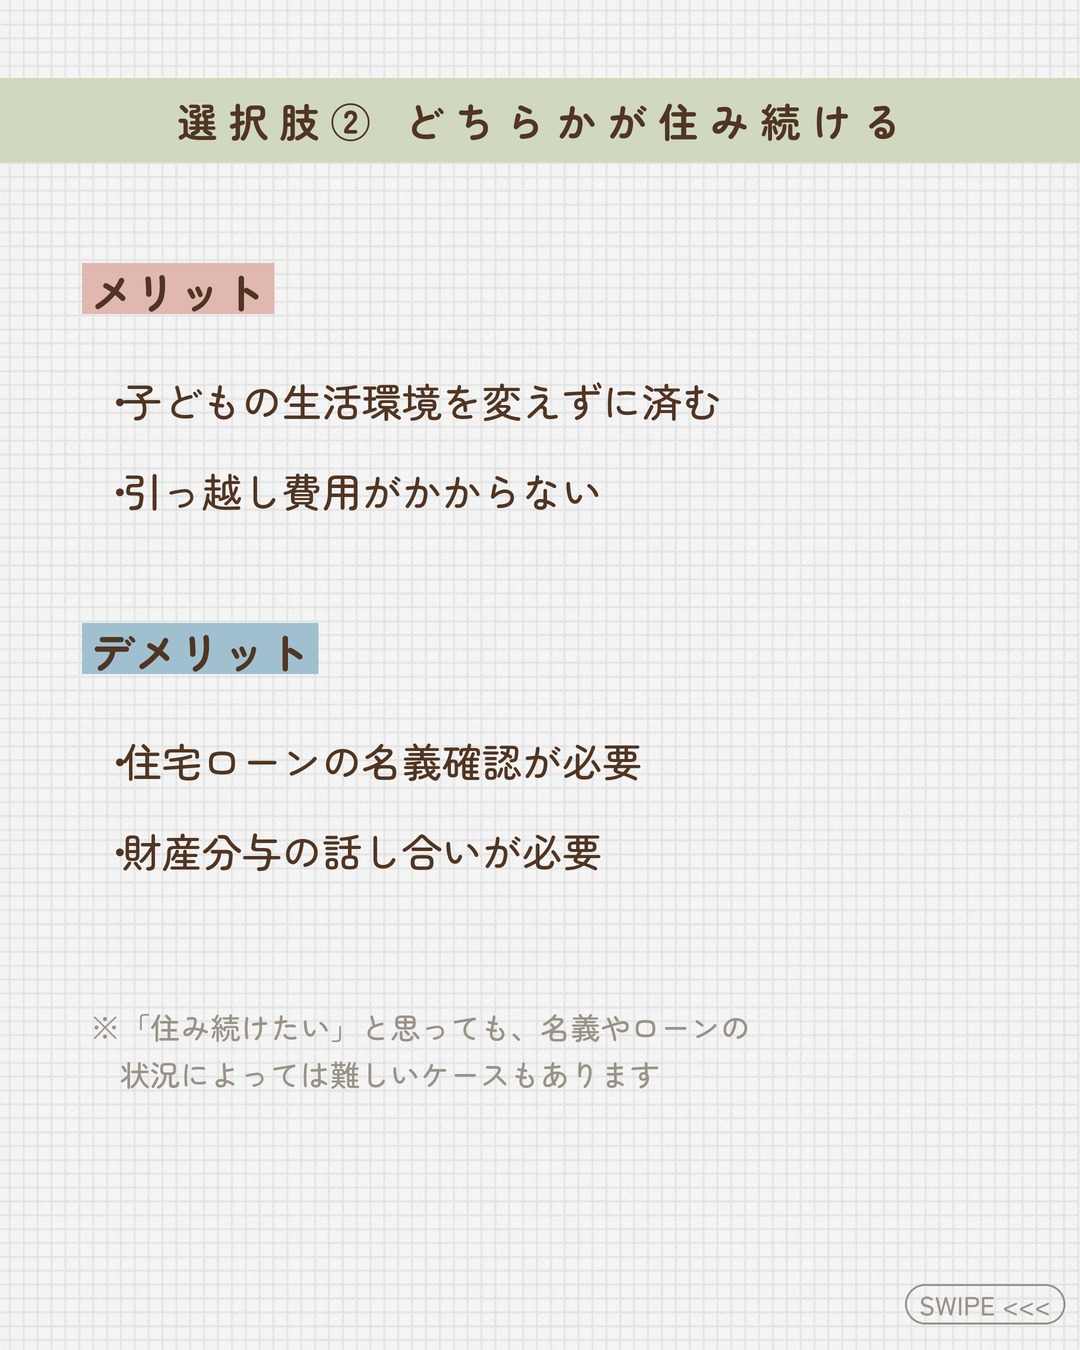 選択肢② どちらかが住み続ける
メリット
・子どもの生活環境を変えずに済む
・引っ越し費用がかからない
デメリット
・住宅ローンの名義確認が必要
・財産分与の話し合いが必要
※「住み続けたい」と思っても、名義やローンの
状況によっては難しいケースもあります
SWIPE <<<